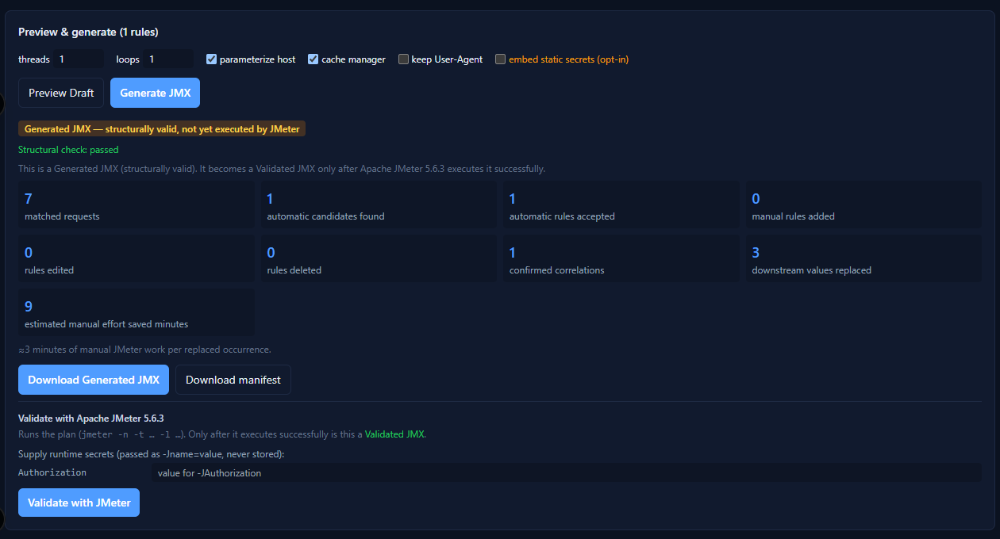 Preview & generate (1 rules)
threads 1 loops 1 parameterize host cache manager keep User-Agent embed static secrets (opt-in)
Preview Draft Generate JMX
Generated JMX — structurally valid, not yet executed by JMeter
Structural check: passed
This is a Generated JMX (structurally valid). It becomes a Validated JMX only after Apache JMeter 5.6.3 executes it successfully.
7 1 1 0
matched requests automatic candidates found automatic rules accepted manual rules added
0 0 1 3
rules edited rules deleted confirmed correlations downstream values replaced
9
estimated manual effort saved minutes
≈3 minutes of manual JMeter work per replaced occurrence.
Download Generated JMX Download manifest
Validate with Apache JMeter 5.6.3
Runs the plan (jmeter -n -t … -l …). Only after it executes successfully is this a Validated JMX.
Supply runtime secrets (passed as -Jname=value, never stored):
Authorization value for -JAuthorization
Validate with JMeter